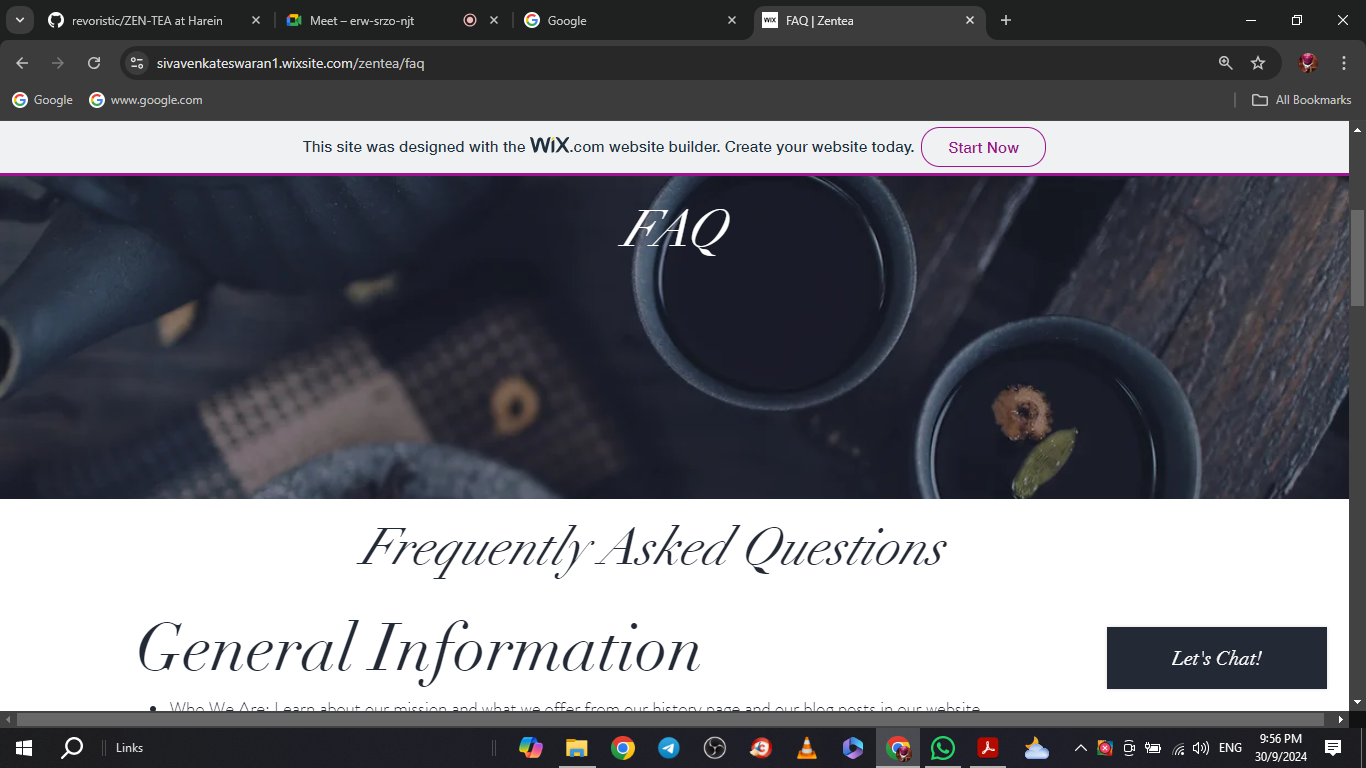 revoristic/ZEN-TEA at Harein
Meet – erw-srzo-njt
Google
WiX
FAQ | Zentea
sivavenkateswaran1.wixsite.com/zentea/faq
Google
www.google.com
All Bookmarks
This site was designed with the WiX.com website builder. Create your website today.
Start Now
FAQ
Frequently Asked Questions
General Information
Let's Chat!
• Who We Are: Learn about our mission and what we offer from our history page and our blog posts in our website
Links
ENG
9:56 PM
30/9/2024